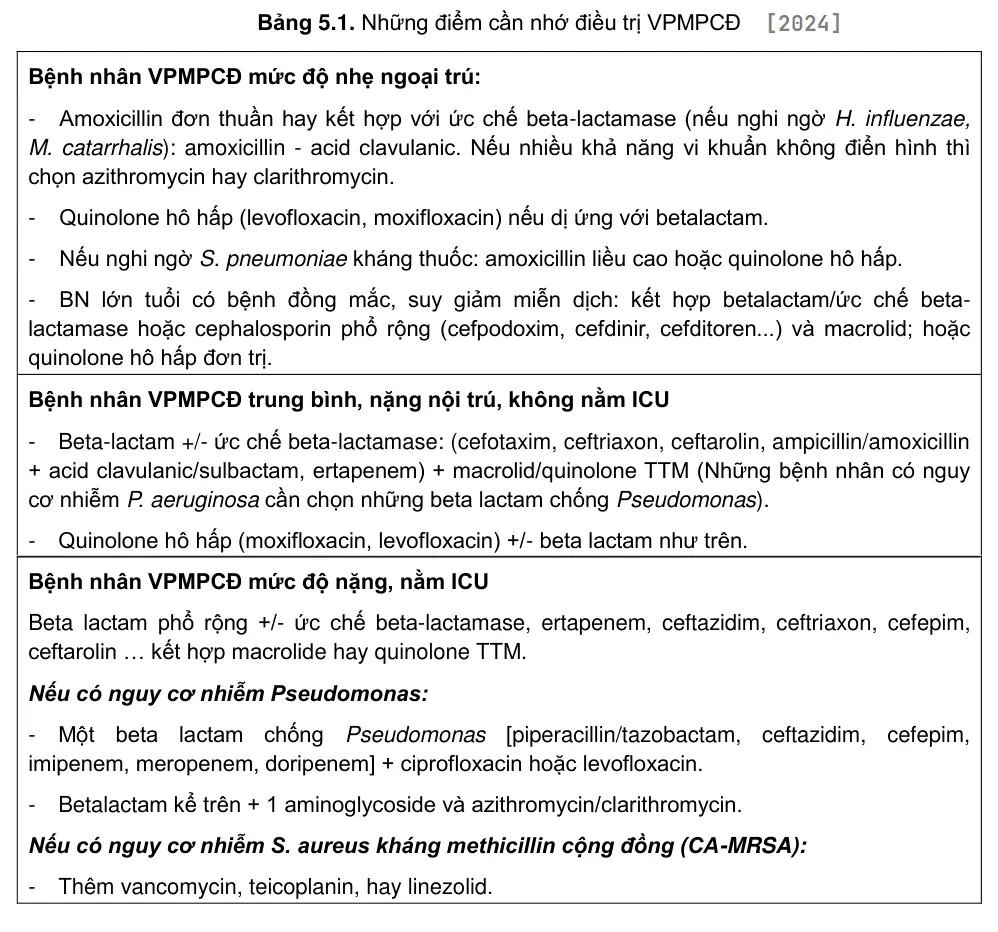 Bảng 5.1. Những điểm cần nhớ điều trị VPMPCĐ [2024]
Bệnh nhân VPMPCĐ mức độ nhẹ ngoại trú:
- Amoxicillin đơn thuần hay kết hợp với ức chế beta-lactamase (nếu nghi ngờ H. influenzae,
M. catarrhalis): amoxicillin - acid clavulanic. Nếu nhiều khả năng vi khuẩn không điển hình thì
chọn azithromycin hay clarithromycin.
- Quinolone hô hấp (levofloxacin, moxifloxacin) nếu dị ứng với betalactam.
- Nếu nghi ngờ S. pneumoniae kháng thuốc: amoxicillin liều cao hoặc quinolone hô hấp.
- BN lớn tuổi có bệnh đồng mắc, suy giảm miễn dịch: kết hợp betalactam/ức chế beta-
lactamase hoặc cephalosporin phổ rộng (cefpodoxim, cefdinir, cefditoren...) và macrolid; hoặc
quinolone hô hấp đơn trị.
Bệnh nhân VPMPCĐ trung bình, nặng nội trú, không nằm ICU
- Beta-lactam +/- ức chế beta-lactamase: (cefotaxim, ceftriaxon, ceftarolin, ampicillin/amoxicillin
+ acid clavulanic/sulbactam, ertapenem) + macrolid/quinolone TTM (Những bệnh nhân có nguy
cơ nhiễm P. aeruginosa cần chọn những beta lactam chống Pseudomonas).
- Quinolone hô hấp (moxifloxacin, levofloxacin) +/- beta lactam như trên.
Bệnh nhân VPMPCĐ mức độ nặng, nằm ICU
Beta lactam phổ rộng +/- ức chế beta-lactamase, ertapenem, ceftazidim, ceftriaxon, cefepim,
ceftarolin … kết hợp macrolide hay quinolone TTM.
Nếu có nguy cơ nhiễm Pseudomonas:
- Một beta lactam chống Pseudomonas [piperacillin/tazobactam, ceftazidim, cefepim,
imipenem, meropenem, doripenem] + ciprofloxacin hoặc levofloxacin.
- Betalactam kể trên + 1 aminoglycoside và azithromycin/clarithromycin.
Nếu có nguy cơ nhiễm S. aureus kháng methicillin cộng đồng (CA-MRSA):
- Thêm vancomycin, teicoplanin, hay linezolid.